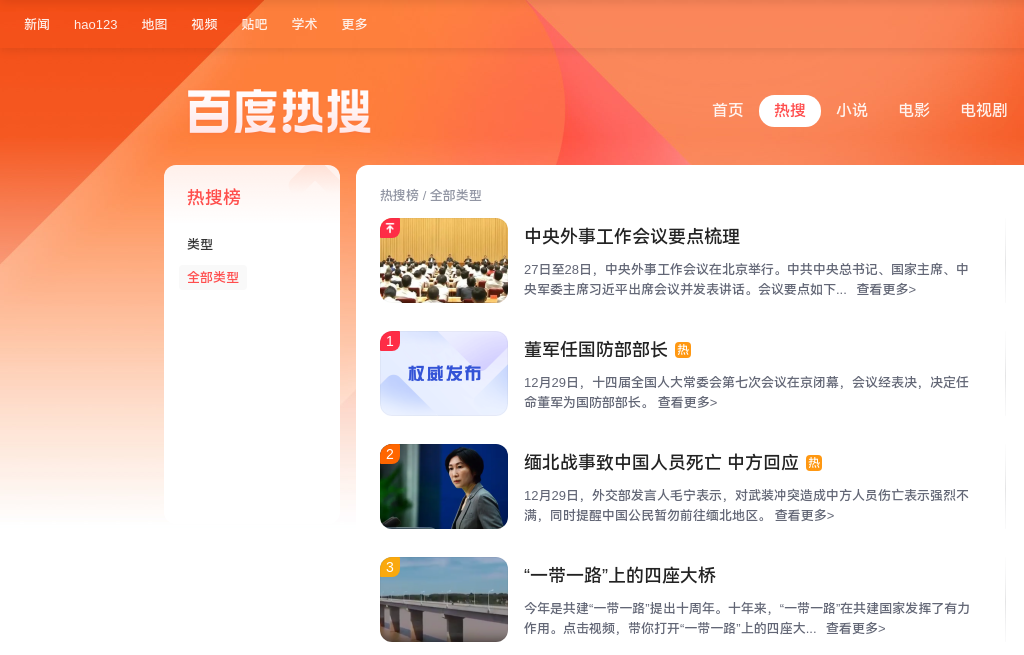 新闻 hao123 地图 视频 贴吧 学术 更多
百度热搜
首页 热搜 小说 电影 电视剧
热搜榜
类型
全部类型
热搜榜 / 全部类型
中央外事工作会议要点梳理
27日至28日，中央外事工作会议在北京举行。中共中央总书记、国家主席、中
央军委主席习近平出席会议并发表讲话。会议要点如下... 查看更多>
1
权威发布
董军任国防部部长 热
12月29日，十四届全国人大常委会第七次会议在京闭幕，会议经表决，决定任
命董军为国防部部长。 查看更多>
2
缅北战事致中国人员死亡 中方回应 热
12月29日，外交部发言人毛宁表示，对武装冲突造成中方人员伤亡表示强烈不
满，同时提醒中国公民暂勿前往缅北地区。 查看更多>
3
“一带一路”上的四座大桥
今年是共建“一带一路”提出十周年。十年来，“一带一路”在共建国家发挥了有力
作用。点击视频，带你打开“一带一路”上的四座大... 查看更多>